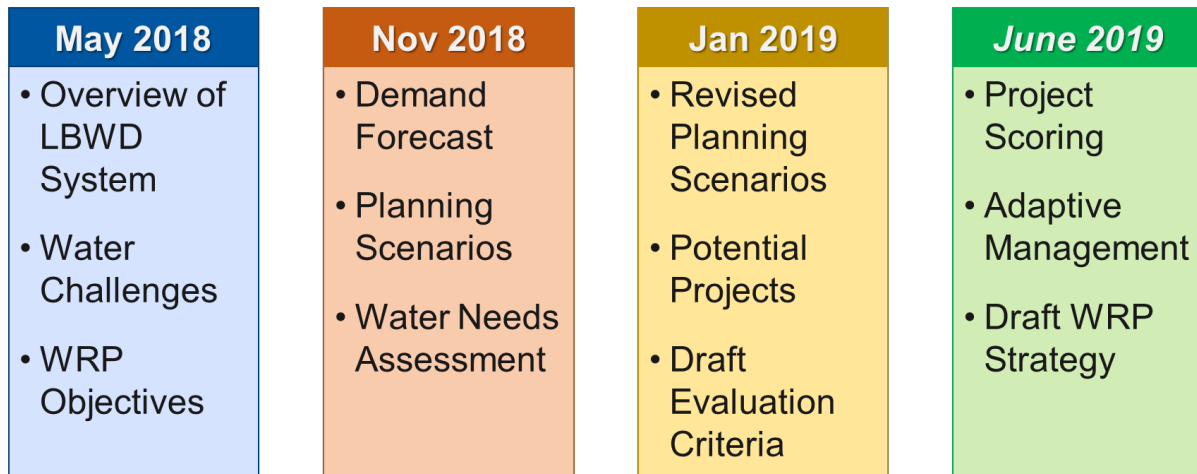 May 2018
• Overview of
LBWD
System
• Water
Challenges
• WRP
Objectives
Nov 2018
• Demand
Forecast
• Planning
Scenarios
• Water Needs
Assessment
Jan 2019
• Revised
Planning
Scenarios
• Potential
Projects
• Draft
Evaluation
Criteria
June 2019
• Project
Scoring
• Adaptive
Management
• Draft WRP
Strategy